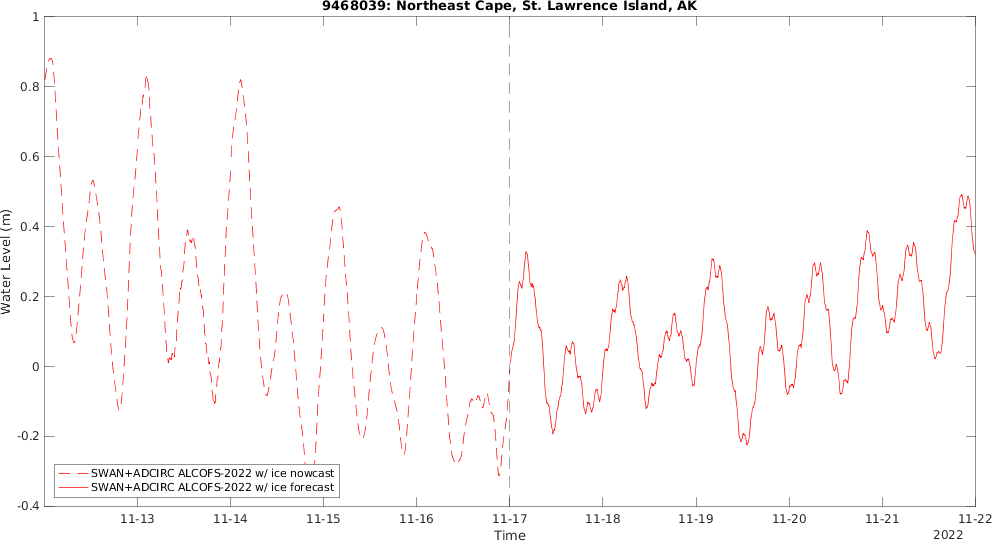 9468039: Northeast Cape, St. Lawrence Island, AK
1
0.8
0.6
0.4
0.2
0
-0.2
-0.4
Water Level (m)
SWAN+ADCIRC ALCOFS-2022 w/ ice nowcast
SWAN+ADCIRC ALCOFS-2022 w/ ice forecast
11-13 11-14 11-15 11-16 11-17 11-18 11-19 11-20 11-21 11-22
Time
2022